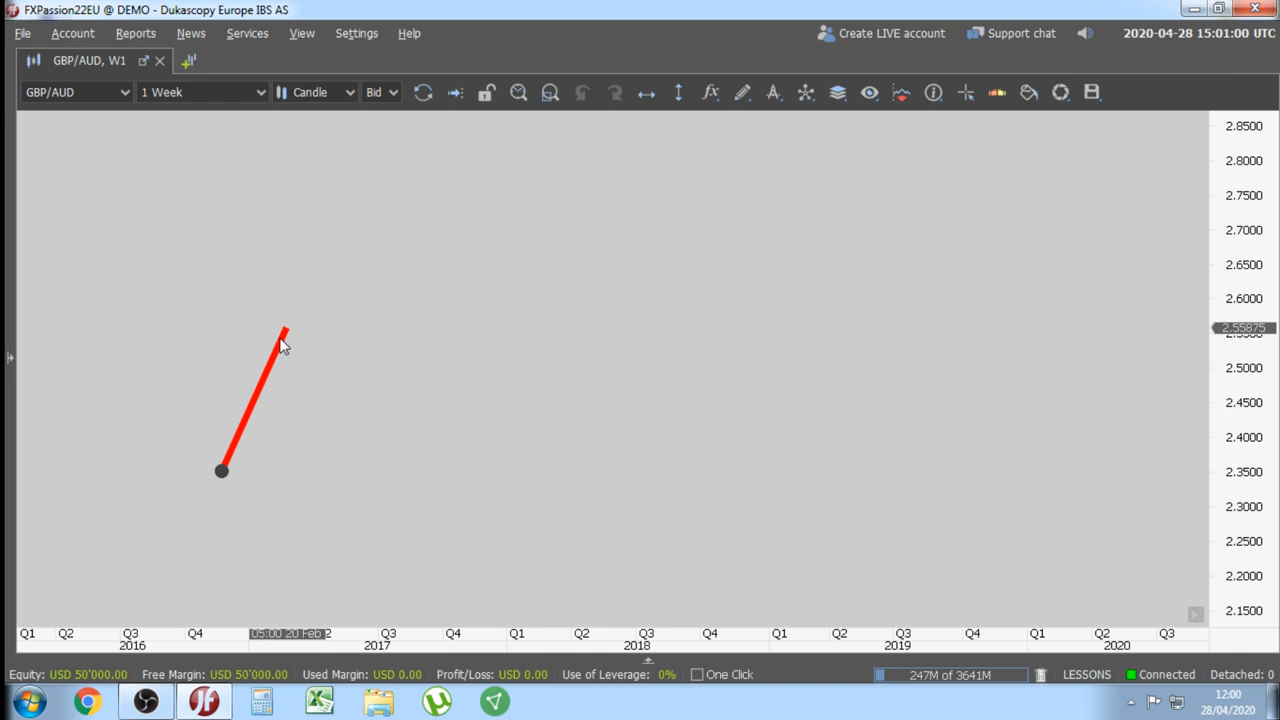 FXPassion22EU @ DEMO - Dukascopy Europe IBS AS
File Account Reports News Services View Settings Help
Create LIVE account Support chat 2020-04-28 15:01:00 UTC
GBP/AUD, W1
GBP/AUD 1 Week Candle Bid
2.8500
2.8000
2.7500
2.7000
2.6500
2.6000
2.55875
2.5000
2.4500
2.4000
2.3500
2.3000
2.2500
2.2000
2.1500
Q1 Q2 Q3 Q4 05:00 20 Feb 2 Q3 Q4 Q1 Q2 Q3 Q4 Q1 Q2 Q3 Q4 Q1 Q2 Q3
2016 2017 2018 2019 2020
Equity: USD 50'000.00 Free Margin: USD 50'000.00 Used Margin: USD 0.00 Profit/Loss: USD 0.00 Use of Leverage: 0% One Click 247M of 3641M LESSONS Connected Detached: 0
12:00
28/04/2020